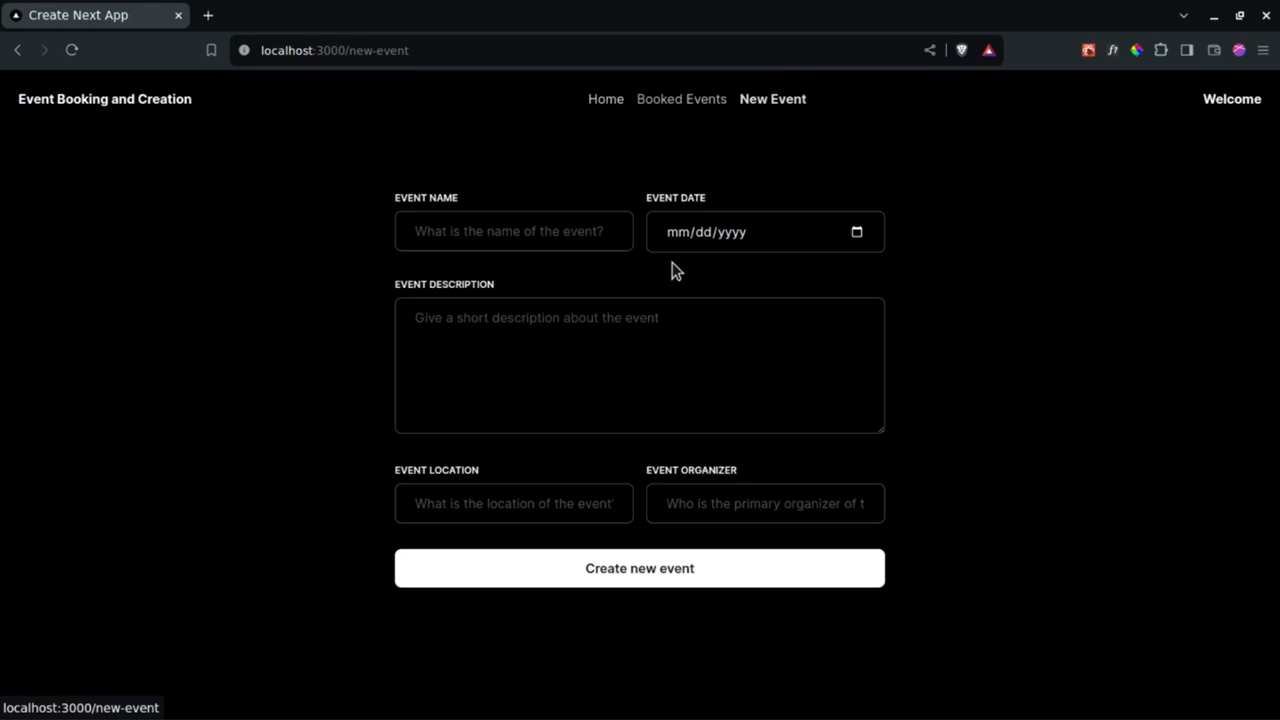 Create Next App
localhost:3000/new-event
Event Booking and Creation
Home Booked Events New Event
Welcome
EVENT NAME
EVENT DATE
What is the name of the event?
mm/dd/yyyy
EVENT DESCRIPTION
Give a short description about the event
EVENT LOCATION
EVENT ORGANIZER
What is the location of the event'
Who is the primary organizer of t
Create new event
localhost:3000/new-event